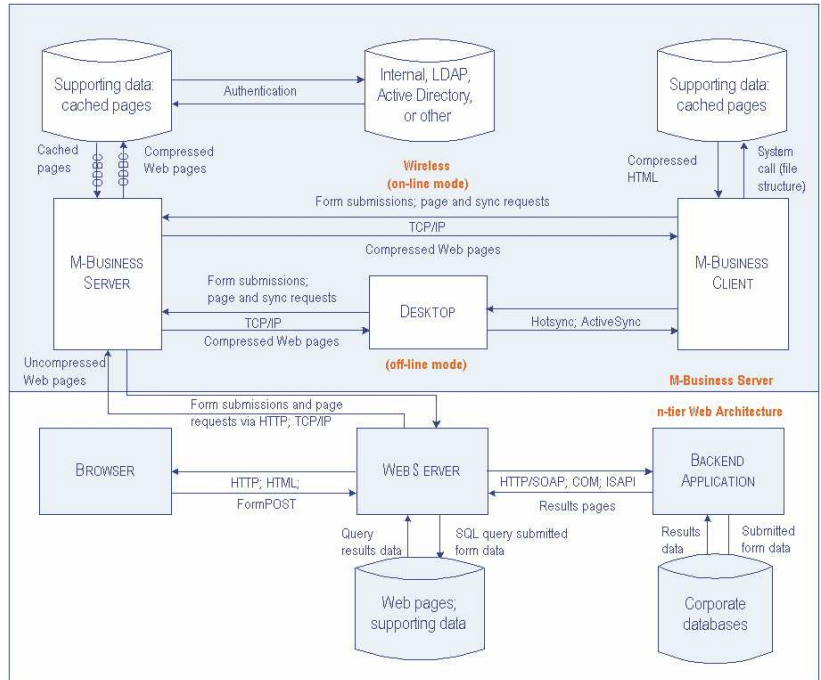 Supporting data:
cached pages
Authentication
Internal, LDAP,
Active Directory,
or other
Supporting data:
cached pages
Cached
pages
ODBC
ODBC
Compressed
Web pages
Wireless
(on-line mode)
Compressed
HTML
System
call (file
structure)
Form submissions; page and sync requests
TCP/IP
Compressed Web pages
M-BUSINESS
SERVER
M-BUSINESS
CLIENT
Form submissions;
page and sync requests
TCP/IP
Compressed Web pages
DESKTOP
Hotsync; ActiveSync
(off-line mode)
Uncompressed
Web pages
M-Business Server
Form submissions and page
requests via HTTP; TCP/IP
n-tier Web Architecture
BROWSER
HTTP; HTML;
FormPOST
WEB SERVER
HTTP/SOAP; COM; ISAPI
Results pages
BACKEND
APPLICATION
Query
results data
SQL query submitted
form data
Results
data
Submitted
form data
Web pages;
supporting data
Corporate
databases